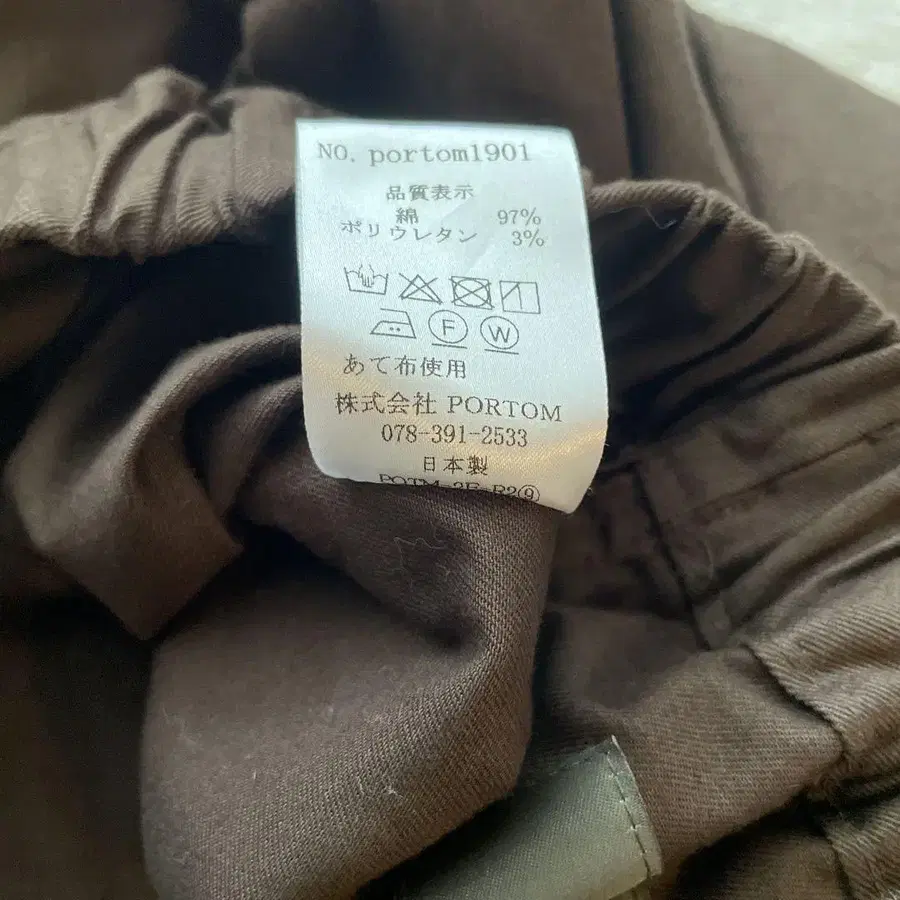 NO. portom1901
品質表示
綿 97%
ポリウレタン 3%
F W
あて布使用
株式会社 PORTOM
078-391-2533
日本製